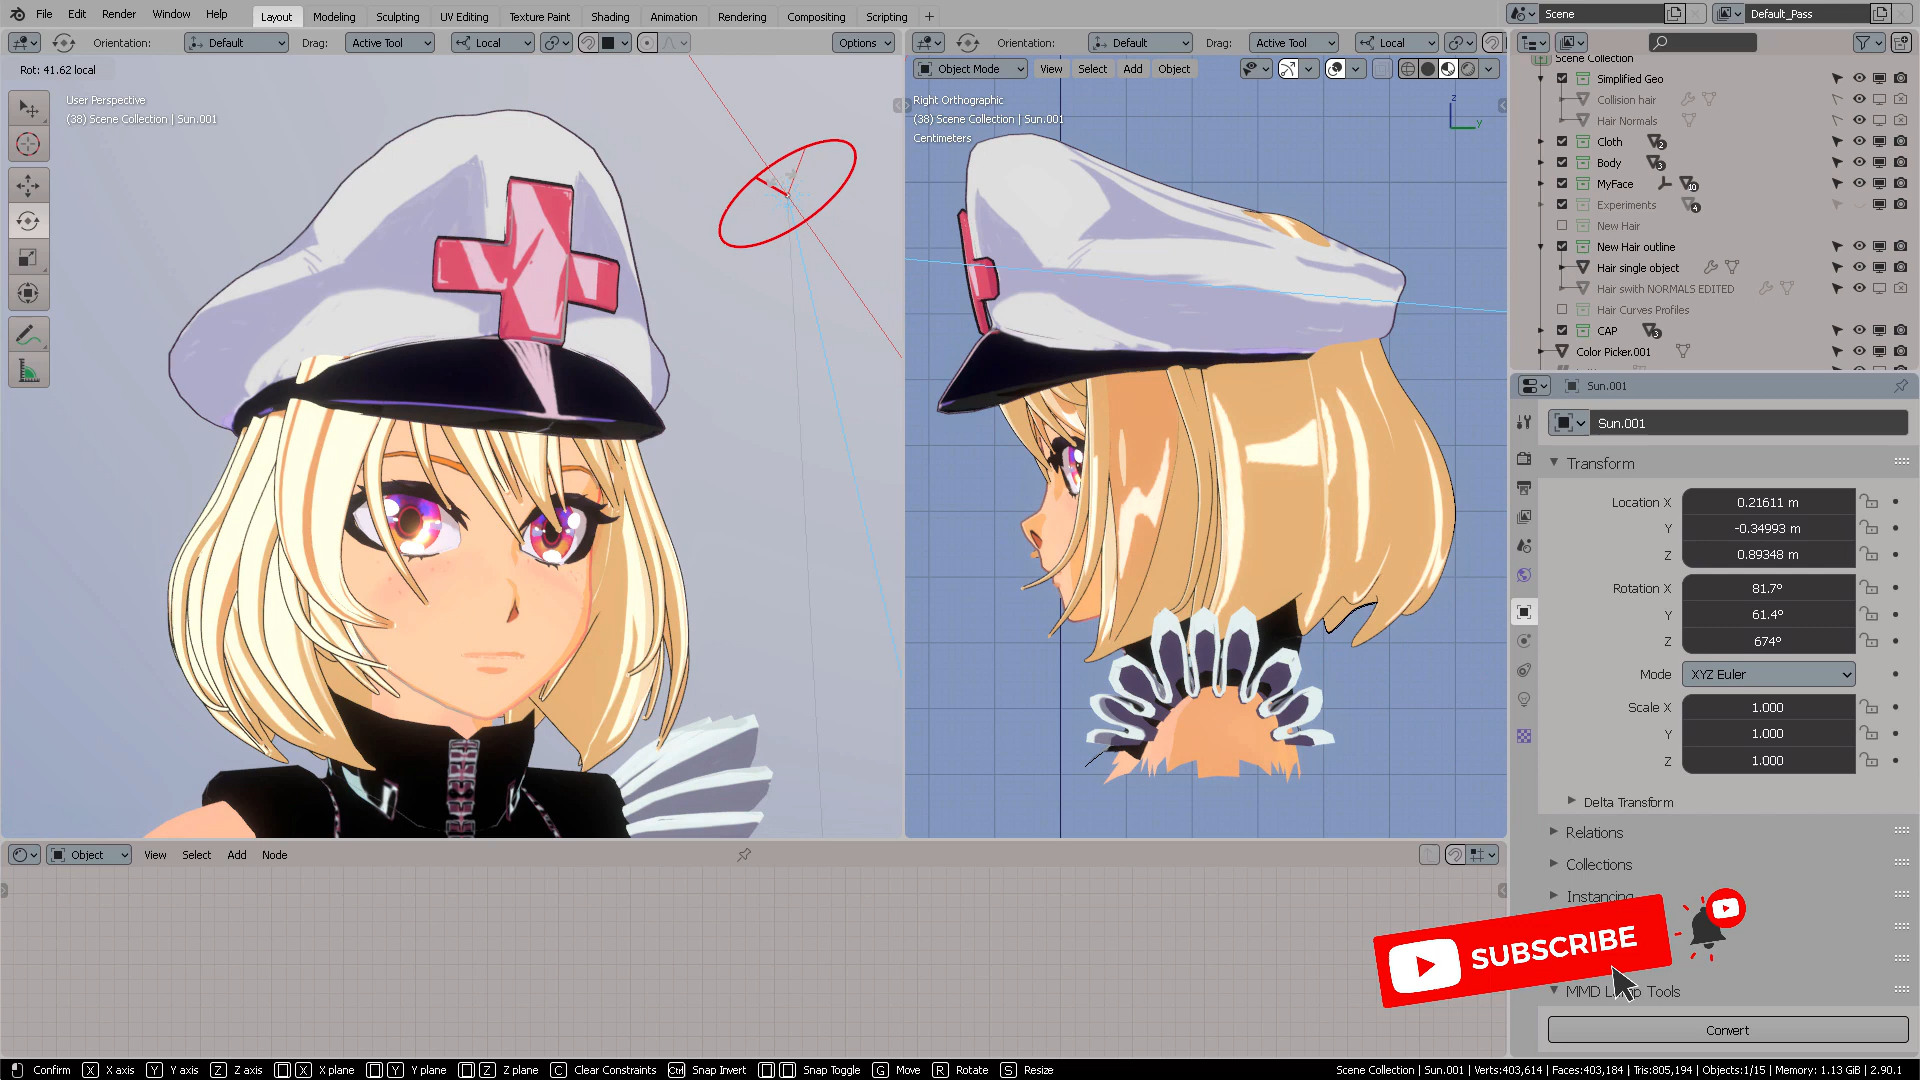 File Edit Render Window Help Layout Modeling Sculpting UV Editing Texture Paint Shading Animation Rendering Compositing Scripting + Scene Default_Pass
Orientation: Default Drag: Active Tool Local Options
Orientation: Default Drag: Active Tool Local
Rot: 41.62 local
Object Mode View Select Add Object
User Perspective
(38) Scene Collection | Sun.001
Right Orthographic
(38) Scene Collection | Sun.001
Centimeters
z
y
Scene Collection
Simplified Geo
Collision hair
Hair Normals
Cloth 2
Body 3
MyFace 10
Experiments 4
New Hair
New Hair outline
Hair single object
Hair swith NORMALS EDITED
Hair Curves Profiles
CAP 3
Color Picker.001
Sun.001
Sun.001
Transform
Location X 0.21611 m
Y -0.34993 m
Z 0.89348 m
Rotation X 81.7°
Y 61.4°
Z 674°
Mode XYZ Euler
Scale X 1.000
Y 1.000
Z 1.000
Delta Transform
Relations
Collections
Instancing
SUBSCRIBE
Tools
Convert
Object View Select Add Node
Confirm X X axis Y Y axis Z Z axis X X plane Y Y plane Z Z plane C Clear Constraints Ctrl Snap Invert Snap Toggle G Move R Rotate S Resize
Scene Collection | Sun.001 | Verts:403,614 | Faces:403,184 | Tris:805,194 | Objects:1/15 | Memory: 1.13 GiB | 2.90.1